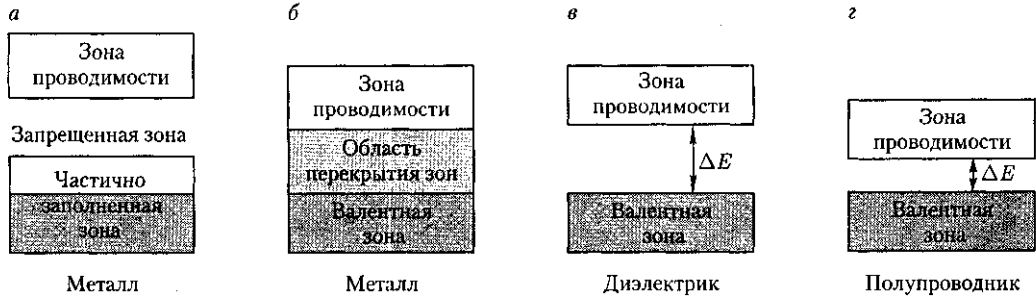 а
Зона
проводимости
Запрещенная зона
Частично
заполненная
зона
Металл
б
Зона
проводимости
Область
перекрытия зон
Валентная
зона
Металл
в
Зона
проводимости
ΔE
Валентная
зона
Диэлектрик
г
Зона
проводимости
ΔE
Валентная
зона
Полупроводник